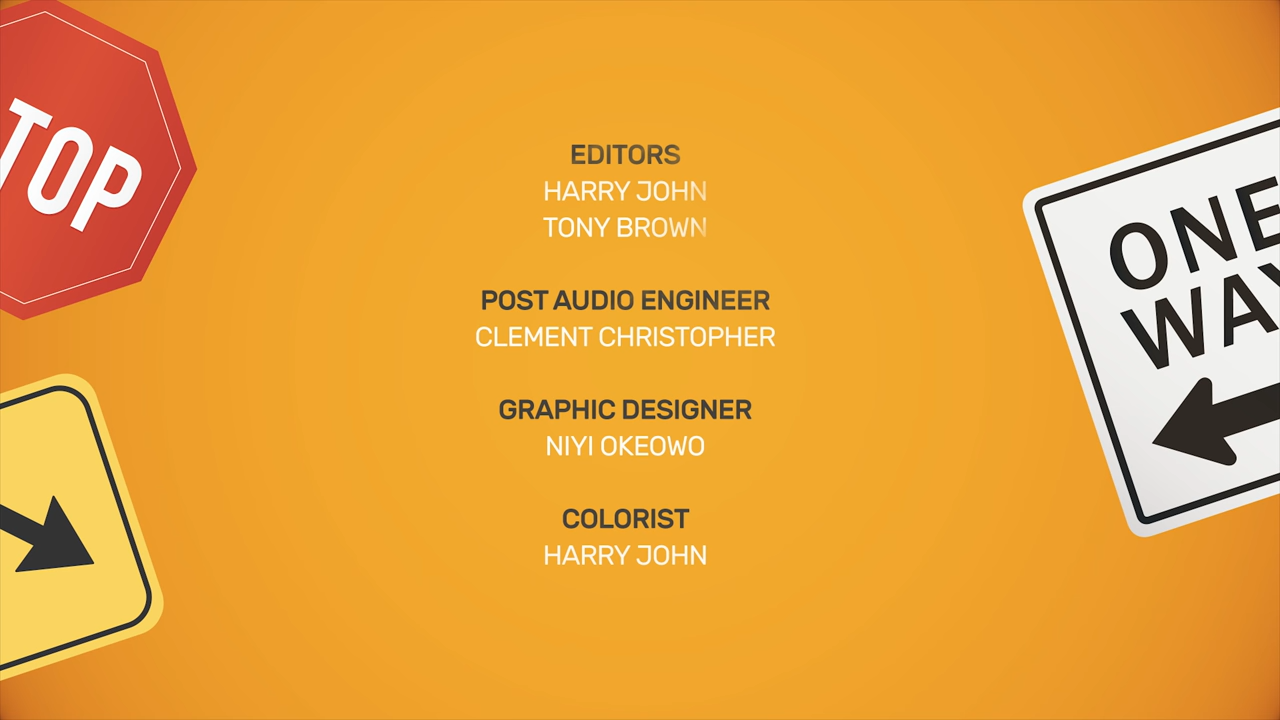 TOP
EDITORS
HARRY JOHN
TONY BROWN
POST AUDIO ENGINEER
CLEMENT CHRISTOPHER
GRAPHIC DESIGNER
NIYI OKEOWO
COLORIST
HARRY JOHN
ONE
WAY